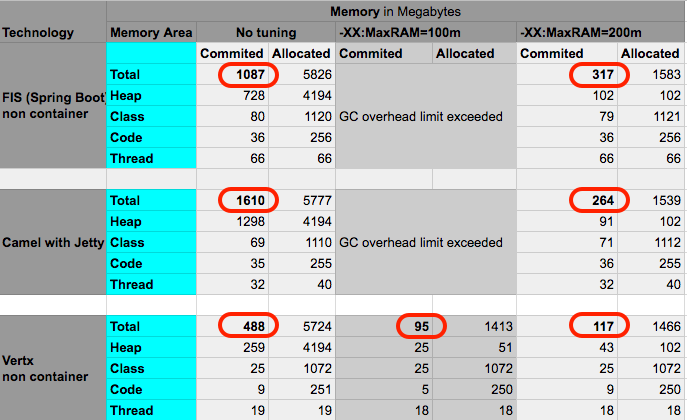 Memory in Megabytes
Technology Memory Area No tuning -XX:MaxRAM=100m -XX:MaxRAM=200m
Commited Allocated Commited Allocated Commited Allocated
FIS (Spring Boot)
non container
Total 1087 5826 317 1583
Heap 728 4194 102 102
Class 80 1120 GC overhead limit exceeded 79 1121
Code 36 256 36 256
Thread 66 66 66 66
Camel with Jetty
Total 1610 5777 264 1539
Heap 1298 4194 91 102
Class 69 1110 GC overhead limit exceeded 71 1112
Code 35 255 36 255
Thread 32 40 32 40
Vertx
non container
Total 488 5724 95 1413 117 1466
Heap 259 4194 25 51 43 102
Class 25 1072 25 1072 25 1072
Code 9 251 5 250 9 250
Thread 19 19 18 18 18 18